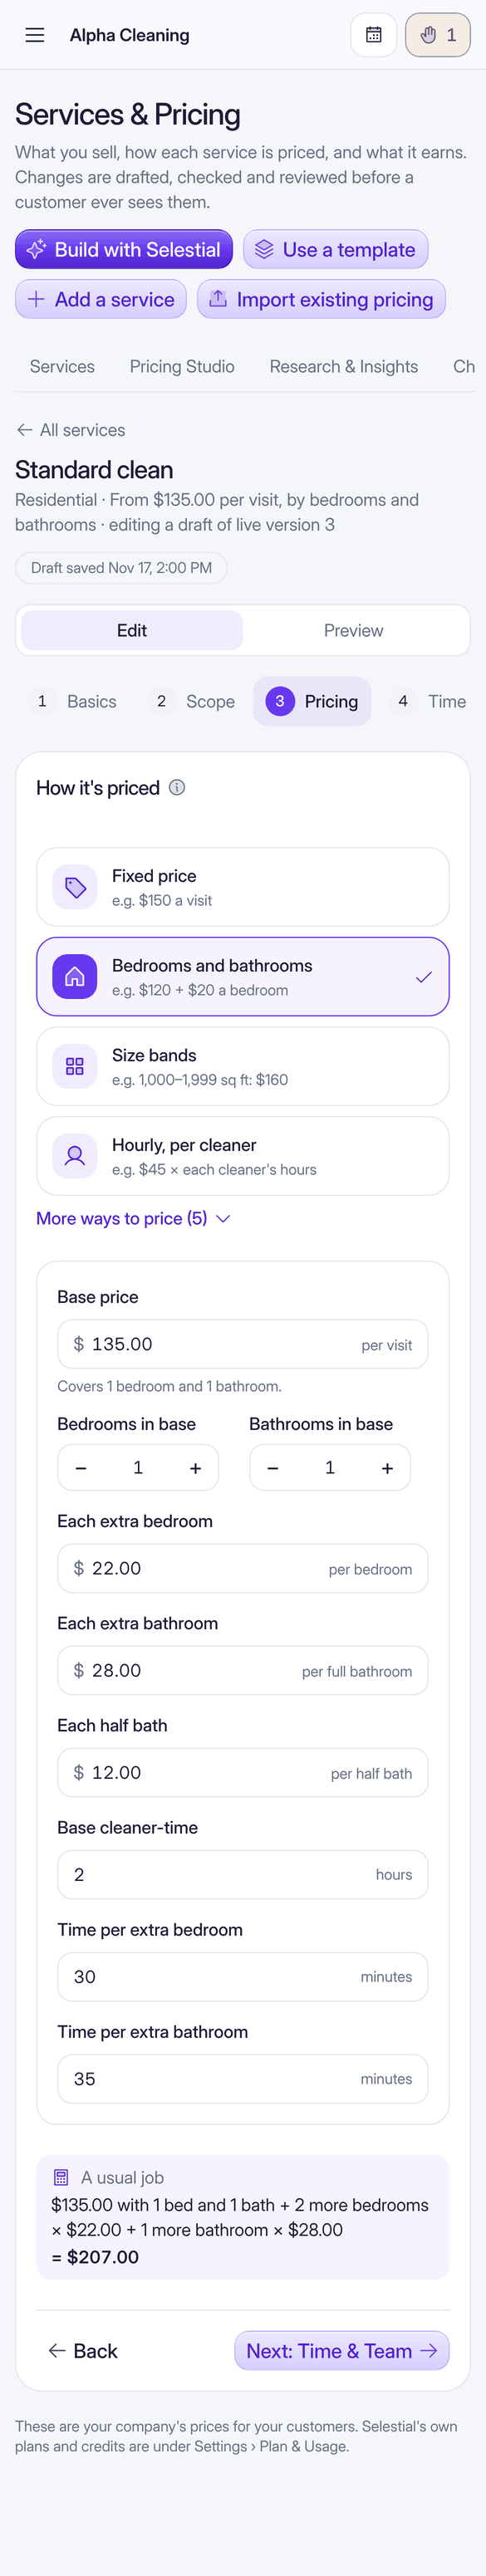 Alpha Cleaning
1
Services & Pricing
What you sell, how each service is priced, and what it earns.
Changes are drafted, checked and reviewed before a
customer ever sees them.
Build with Selestial
Use a template
Add a service
Import existing pricing
Services
Pricing Studio
Research & Insights
Ch
All services
Standard clean
Residential · From $135.00 per visit, by bedrooms and
bathrooms · editing a draft of live version 3
Draft saved Nov 17, 2:00 PM
Edit
Preview
1 Basics
2 Scope
3 Pricing
4 Time
How it's priced
Fixed price
e.g. $150 a visit
Bedrooms and bathrooms
e.g. $120 + $20 a bedroom
Size bands
e.g. 1,000–1,999 sq ft: $160
Hourly, per cleaner
e.g. $45 × each cleaner's hours
More ways to price (5)
Base price
$ 135.00 per visit
Covers 1 bedroom and 1 bathroom.
Bedrooms in base
Bathrooms in base
− 1 +
− 1 +
Each extra bedroom
$ 22.00 per bedroom
Each extra bathroom
$ 28.00 per full bathroom
Each half bath
$ 12.00 per half bath
Base cleaner-time
2 hours
Time per extra bedroom
30 minutes
Time per extra bathroom
35 minutes
A usual job
$135.00 with 1 bed and 1 bath + 2 more bedrooms
× $22.00 + 1 more bathroom × $28.00
= $207.00
← Back
Next: Time & Team →
These are your company's prices for your customers. Selestial's own
plans and credits are under Settings › Plan & Usage.